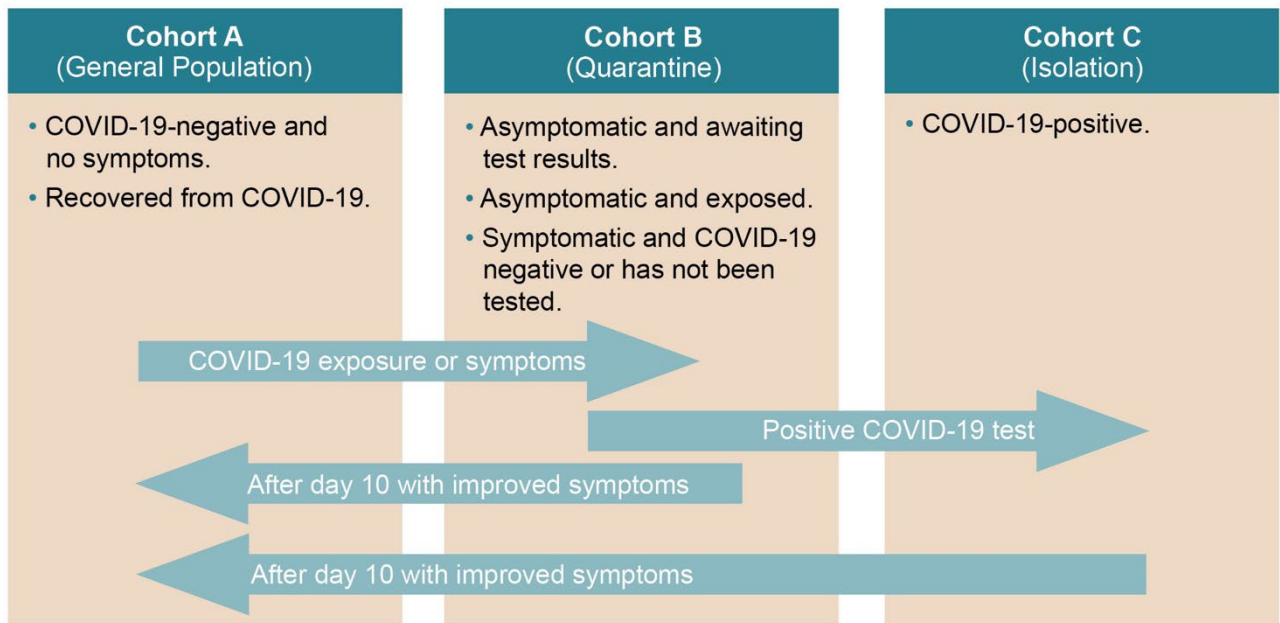 Cohort A
(General Population)
• COVID-19-negative and
no symptoms.
• Recovered from COVID-19.
Cohort B
(Quarantine)
• Asymptomatic and awaiting
test results.
• Asymptomatic and exposed.
• Symptomatic and COVID-19
negative or has not been
tested.
Cohort C
(Isolation)
• COVID-19-positive.
COVID-19 exposure or symptoms
Positive COVID-19 test
After day 10 with improved symptoms
After day 10 with improved symptoms